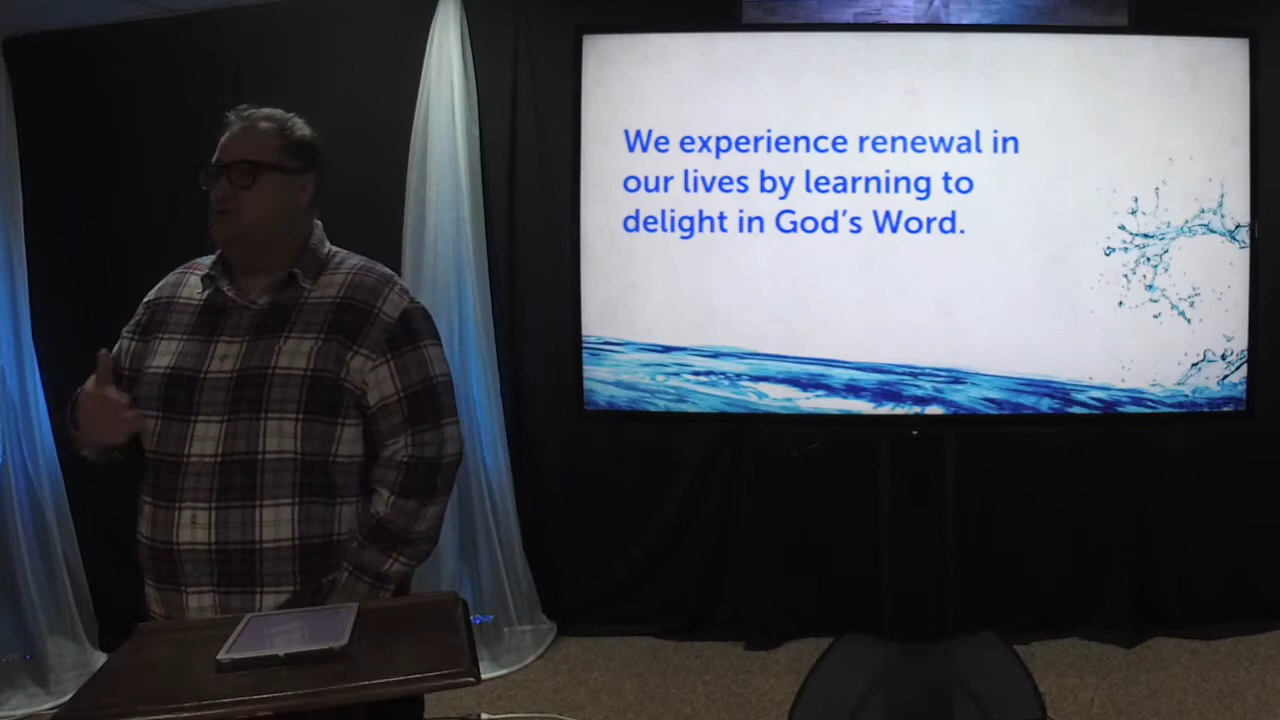 We experience renewal in
our lives by learning to
delight in God's Word.